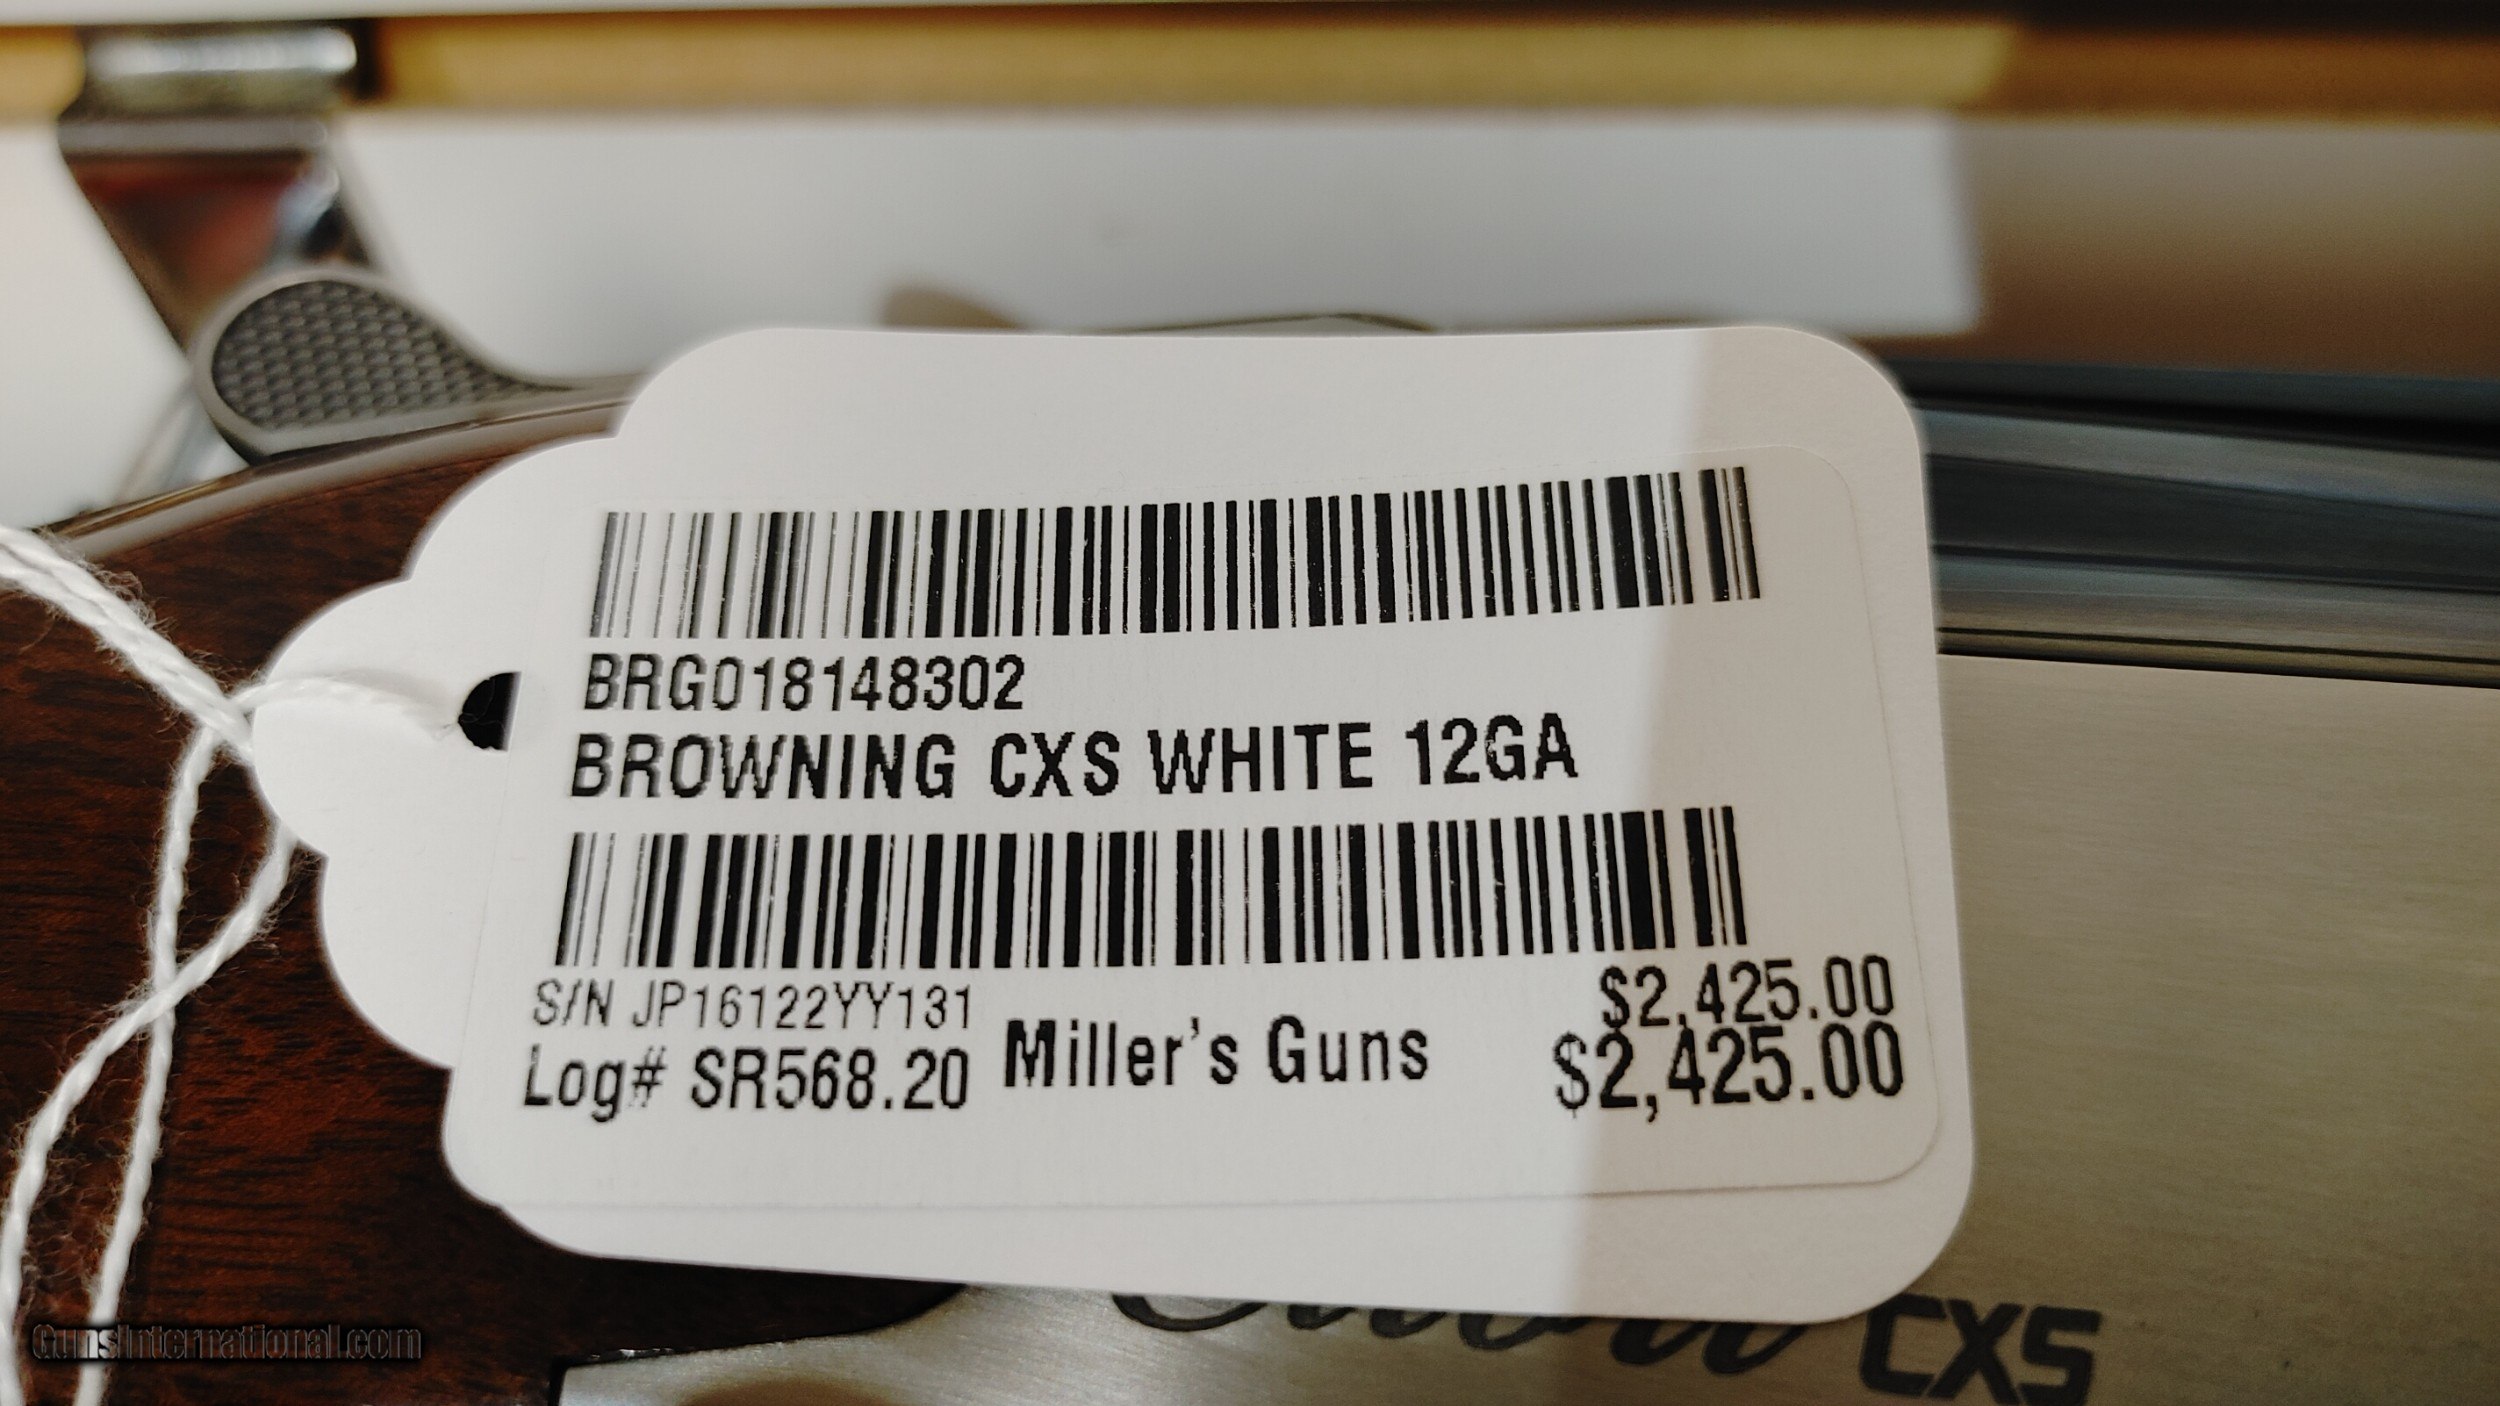 BRG018148302
BROWNING CXS WHITE 12GA
S/N JP16122YY131
Log# SR568.20
Miller's Guns
$2,425.00
$2,425.00
CXS
GunsInternational.com